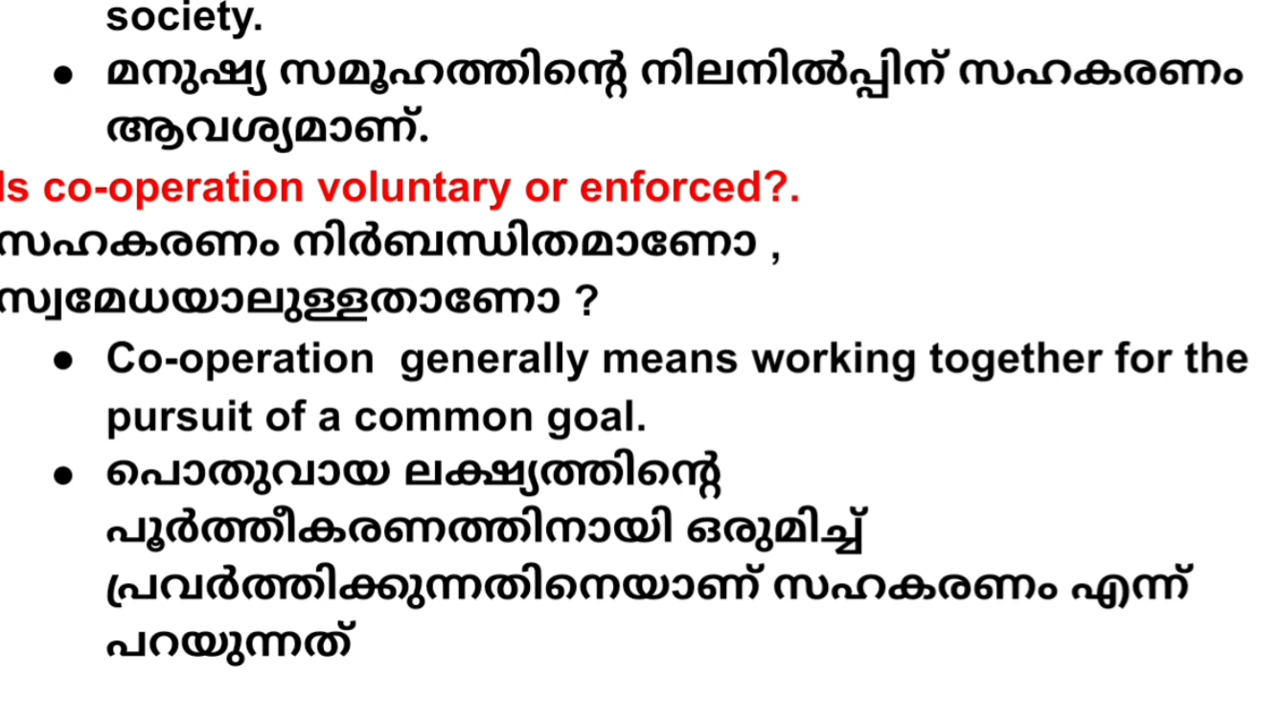 society.
● മനുഷ്യ സമൂഹത്തിന്റെ നിലനിൽപ്പിന് സഹകരണം
ആവശ്യമാണ്.
Is co-operation voluntary or enforced?.
സഹകരണം നിർബന്ധിതമാണോ ,
സ്വമേധയാലുള്ളതാണോ ?
● Co-operation  generally means working together for the
pursuit of a common goal.
● പൊതുവായ ലക്ഷ്യത്തിന്റെ
പൂർത്തീകരണത്തിനായി ഒരുമിച്ച്
പ്രവർത്തിക്കുന്നതിനെയാണ് സഹകരണം എന്ന്
പറയുന്നത്